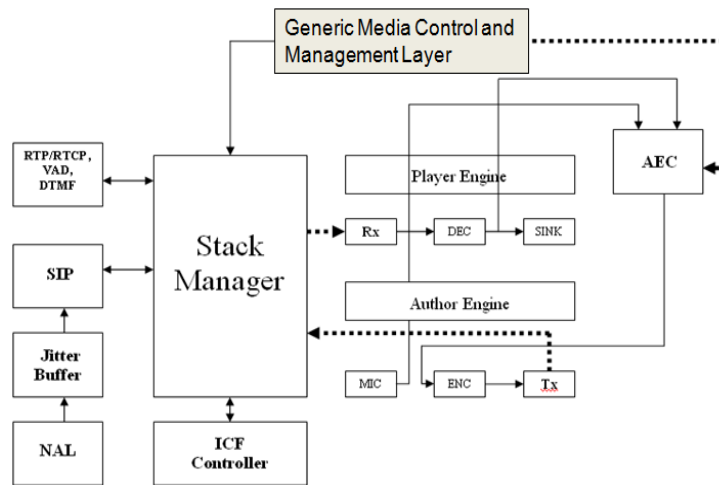 Generic Media Control and
Management Layer
RTP/RTCP,
VAD,
DTMF
AEC
Player Engine
Stack
Manager
Rx
DEC
SINK
SIP
Author Engine
Jitter
Buffer
MIC
ENC
Tx
NAL
ICF
Controller